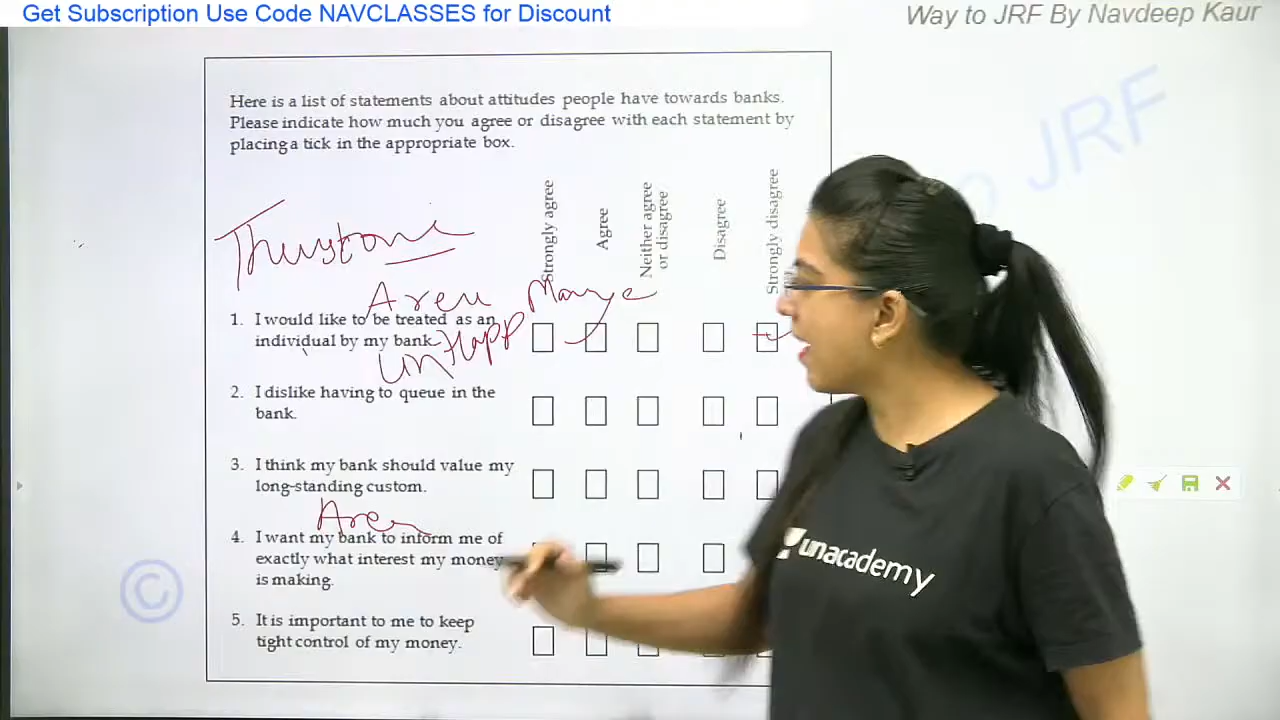 Get Subscription Use Code NAVCLASSES for Discount
Way to JRF By Navdeep Kaur
Here is a list of statements about attitudes people have towards banks.
Please indicate how much you agree or disagree with each statement by
placing a tick in the appropriate box.
Strongly agree
Agree
Neither agree
or disagree
Disagree
Strongly disagree
1. I would like to be treated as an
individual by my bank.
2. I dislike having to queue in the
bank.
3. I think my bank should value my
long-standing custom.
4. I want my bank to inform me of
exactly what interest my money
is making.
5. It is important to me to keep
tight control of my money.
unacademy
to JRF
©